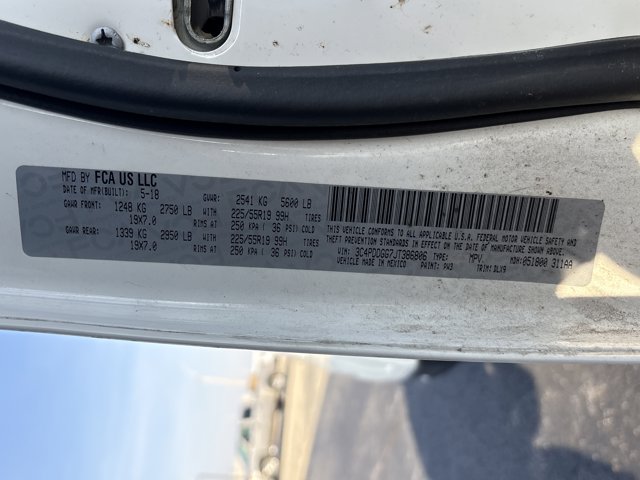 MFD BY FCA US LLC
DATE OF MFR(BUILT): 5-18 GVWR: 2541 KG 5600 LB
GAWR FRONT: 1248 KG 2750 LB WITH 225/55R19 99H TIRES
19X7.0 RIMS AT 250 KPA ( 36 PSI) COLD
GAWR REAR: 1339 KG 2950 LB WITH 225/55R19 99H TIRES
19X7.0 RIMS AT 250 KPA ( 36 PSI) COLD
THIS VEHICLE CONFORMS TO ALL APPLICABLE U.S.A. FEDERAL MOTOR VEHICLE SAFETY AND
THEFT PREVENTION STANDARDS IN EFFECT ON THE DATE OF MANUFACTURE SHOWN ABOVE.
VIN: 3C4PDDGG7JT386806 TYPE: MPV MDH: 051800 311AA
VEHICLE MADE IN MEXICO PAINT: PW3 TRIM: DLX9